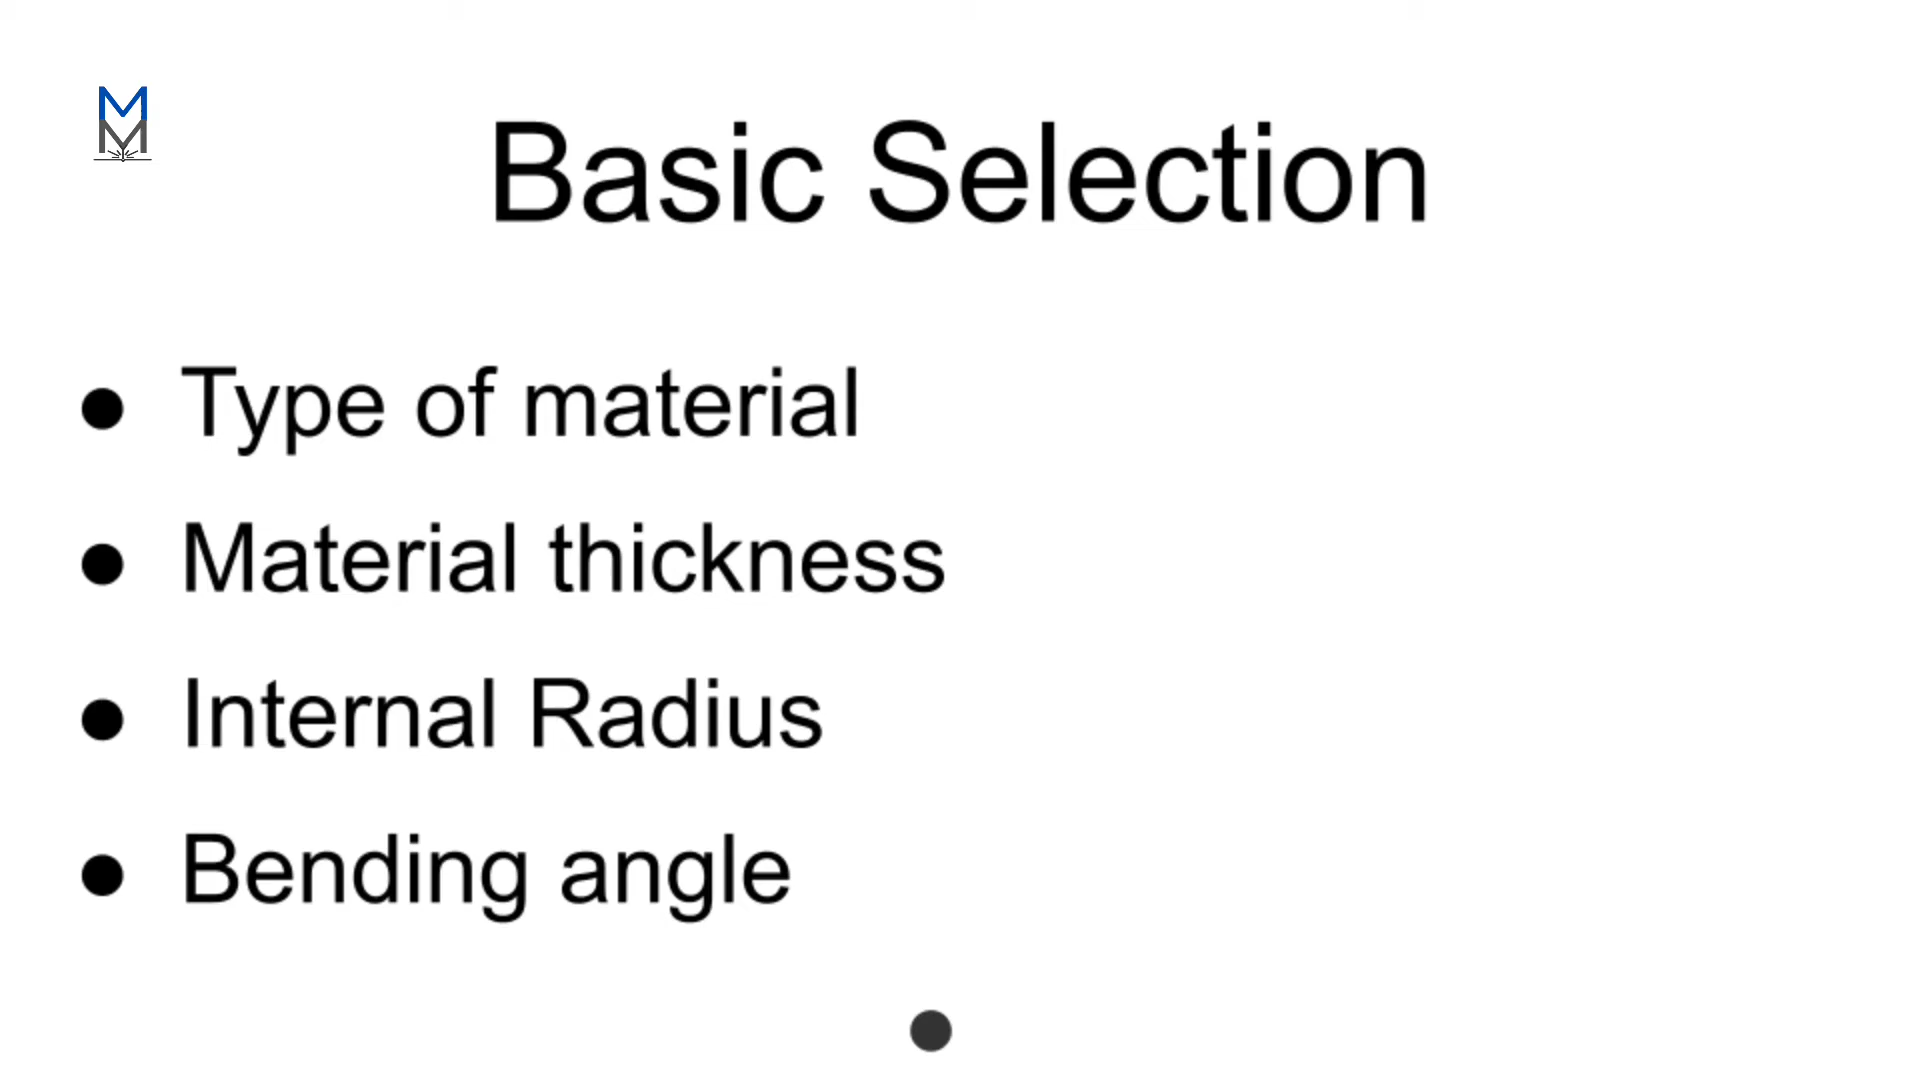 M
M
Basic Selection
● Type of material
● Material thickness
● Internal Radius
● Bending angle